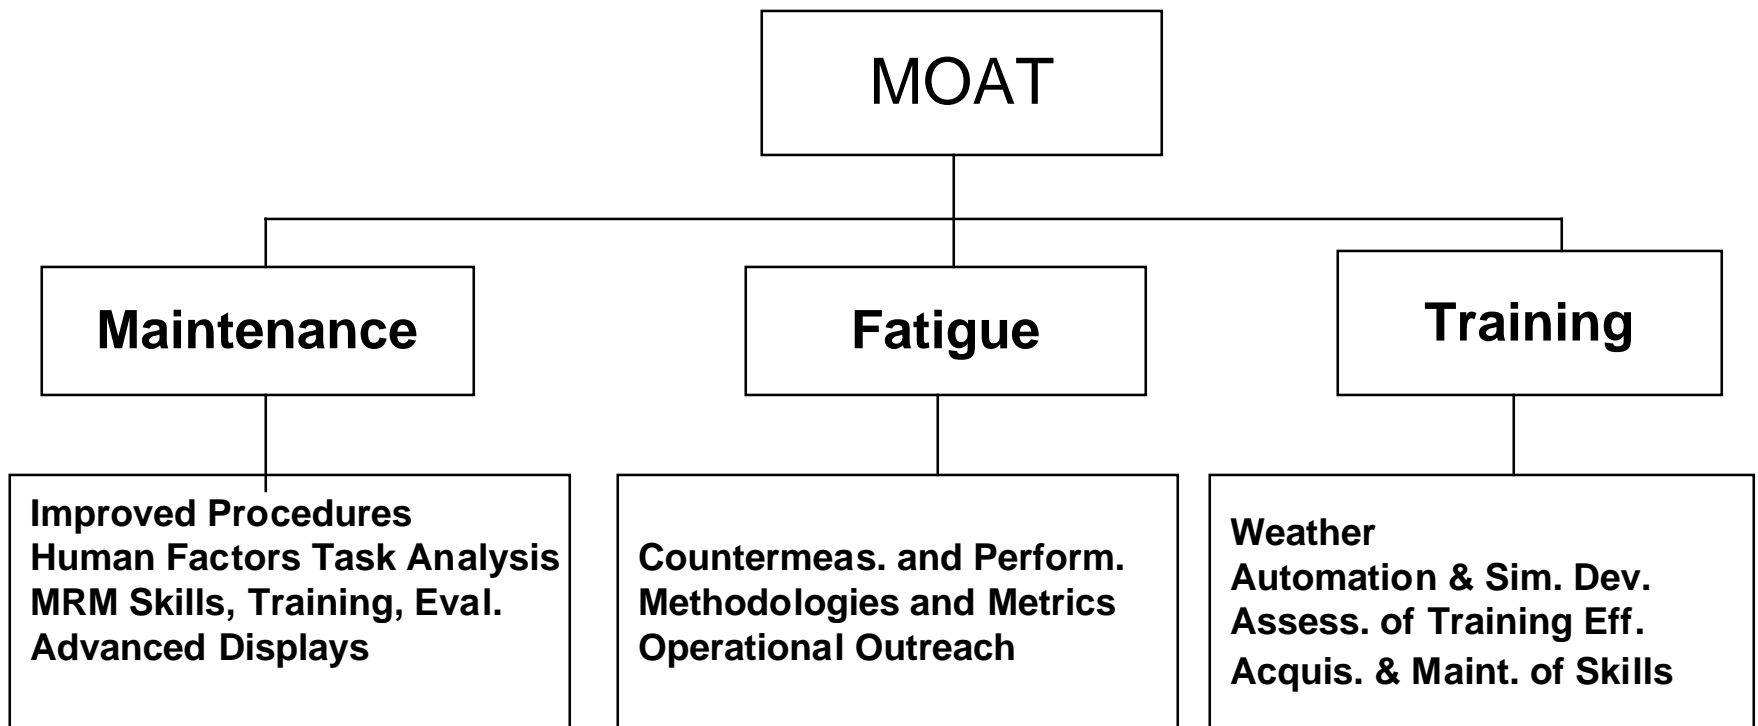 MOAT
Maintenance
Fatigue
Training
Improved Procedures
Human Factors Task Analysis
MRM Skills, Training, Eval.
Advanced Displays
Countermeas. and Perform.
Methodologies and Metrics
Operational Outreach
Weather
Automation & Sim. Dev.
Assess. of Training Eff.
Acquis. & Maint. of Skills